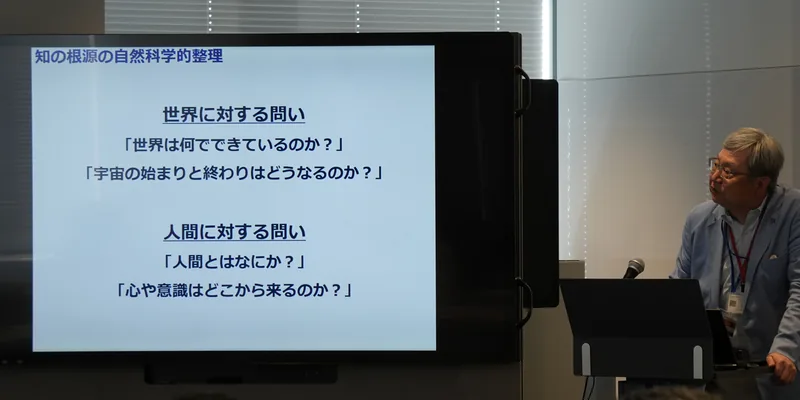 知の根源の自然科学的整理
世界に対する問い
「世界は何でできているのか？」
「宇宙の始まりと終わりはどうなるのか？」
人間に対する問い
「人間とはなにか？」
「心や意識はどこから来るのか？」